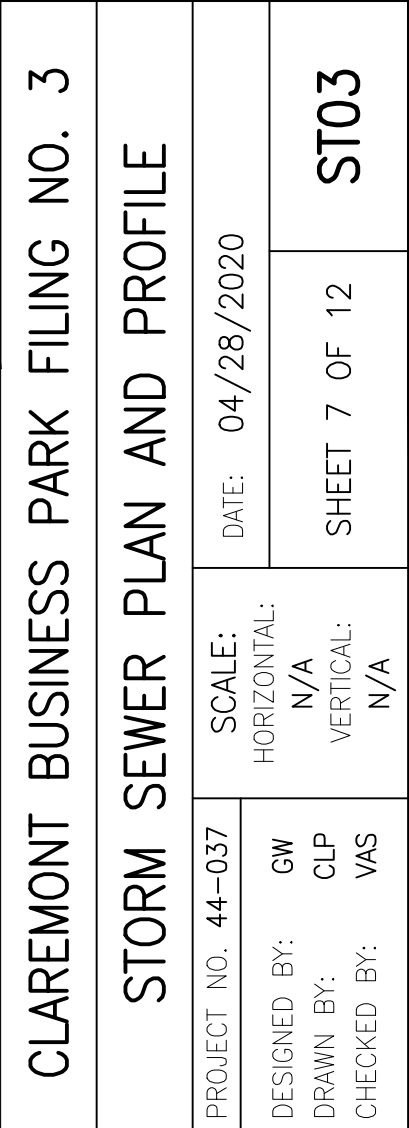 CLAREMONT BUSINESS PARK FILING NO. 3
STORM SEWER PLAN AND PROFILE
PROJECT NO. 44-037
DESIGNED BY: GW
DRAWN BY: CLP
CHECKED BY: VAS
SCALE:
HORIZONTAL:
N/A
VERTICAL:
N/A
DATE: 04/28/2020
SHEET 7 OF 12
ST03